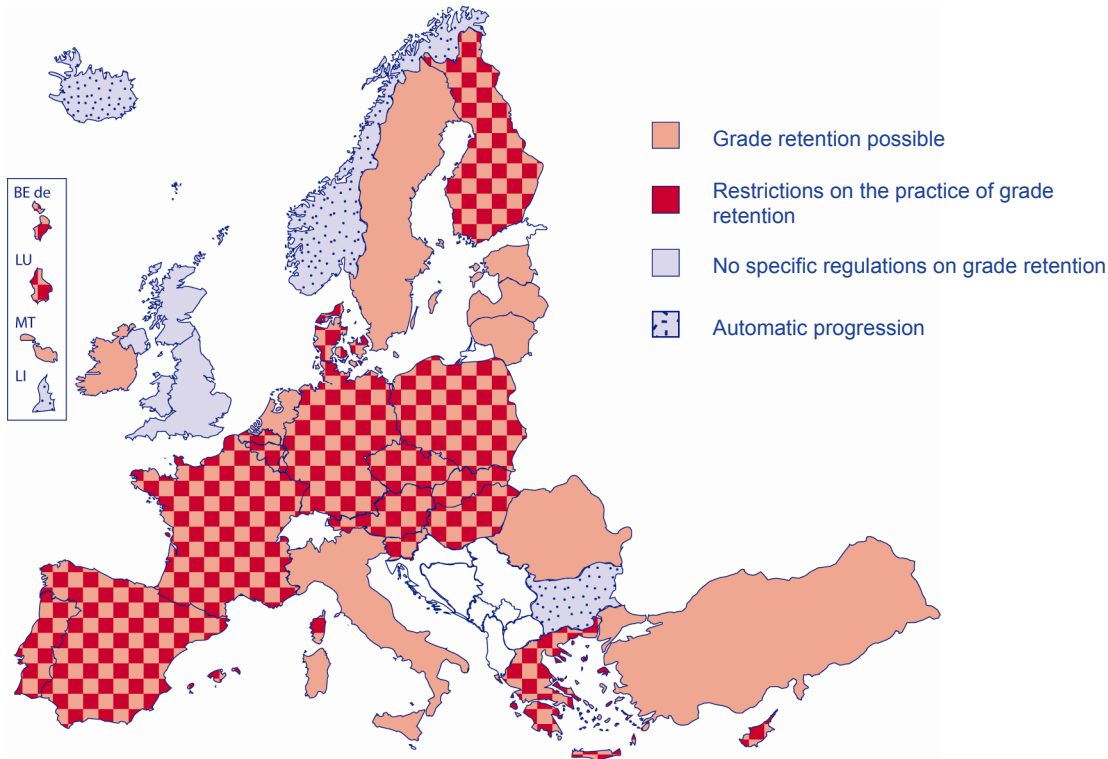 BE de
LU
MT
LI
Grade retention possible
Restrictions on the practice of grade
retention
No specific regulations on grade retention
Automatic progression